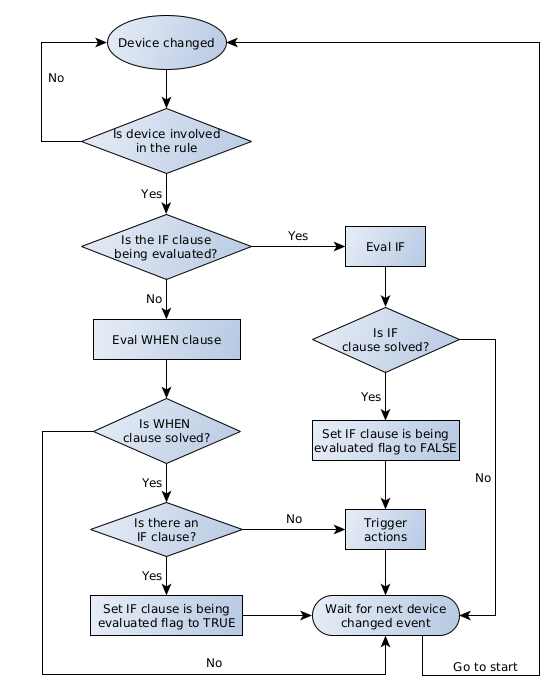 Device changed
No
Is device involved
in the rule
Yes
Is the IF clause
being evaluated?
Yes
Eval IF
No
Eval WHEN clause
Is IF
clause solved?
Yes
Is WHEN
clause solved?
Set IF clause is being
evaluated flag to FALSE
Yes
No
Is there an
IF clause?
No
Trigger
actions
Yes
Set IF clause is being
evaluated flag to TRUE
Wait for next device
changed event
No
Go to start